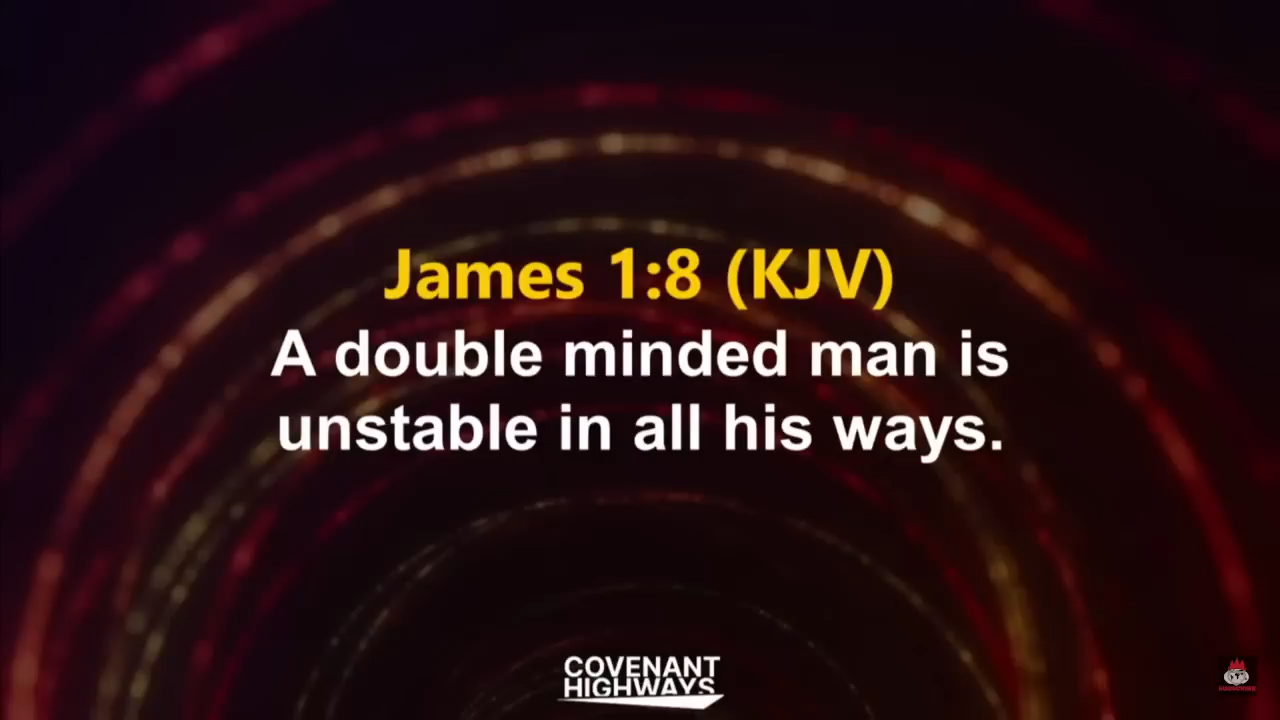 James 1:8 (KJV)
A double minded man is
unstable in all his ways.
COVENANT
HIGHWAYS